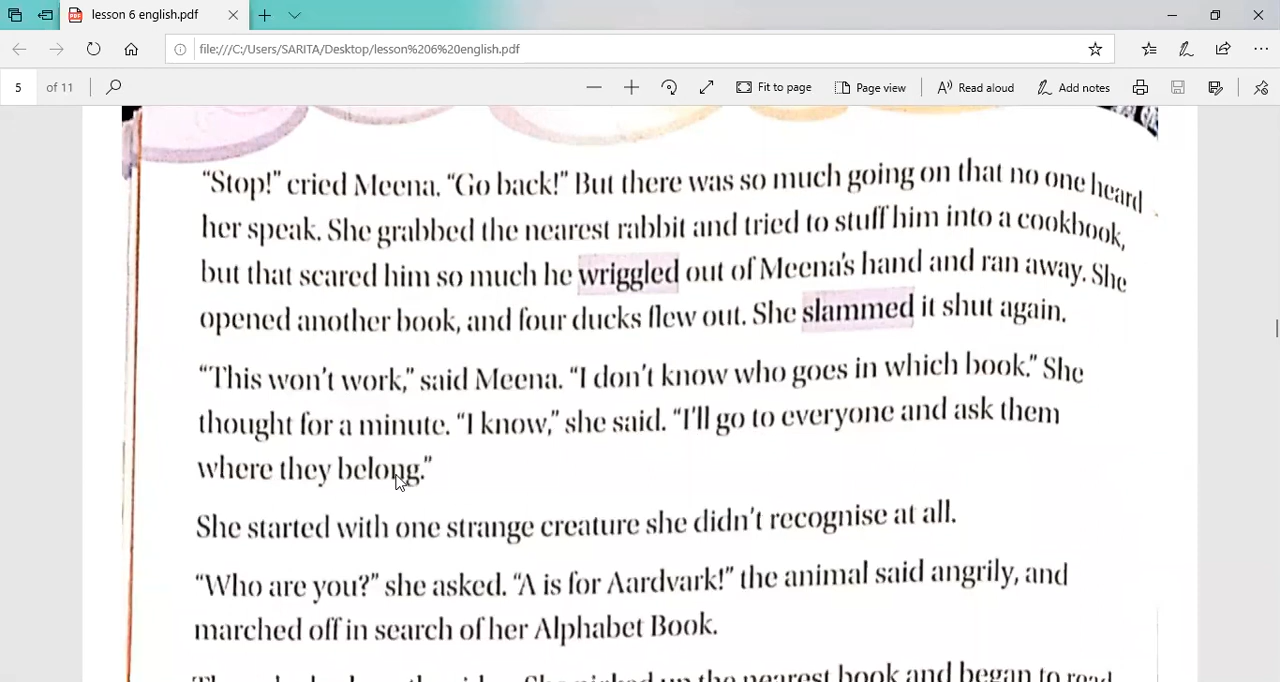 lesson 6 english.pdf
file:///C:/Users/SARITA/Desktop/lesson%206%20english.pdf
5 of 11 Fit to page Page view Read aloud Add notes
“Stop!” cried Meena. “Go back!” But there was so much going on that no one heard
her speak. She grabbed the nearest rabbit and tried to stuff him into a cookbook,
but that scared him so much he wriggled out of Meena's hand and ran away. She
opened another book, and four ducks flew out. She slammed it shut again.
“This won't work,” said Meena. “I don't know who goes in which book.” She
thought for a minute. “I know,” she said. “I'll go to everyone and ask them
where they belong.”
She started with one strange creature she didn't recognise at all.
“Who are you?” she asked. “A is for Aardvark!” the animal said angrily, and
marched off in search of her Alphabet Book.
the nearest book and began to read